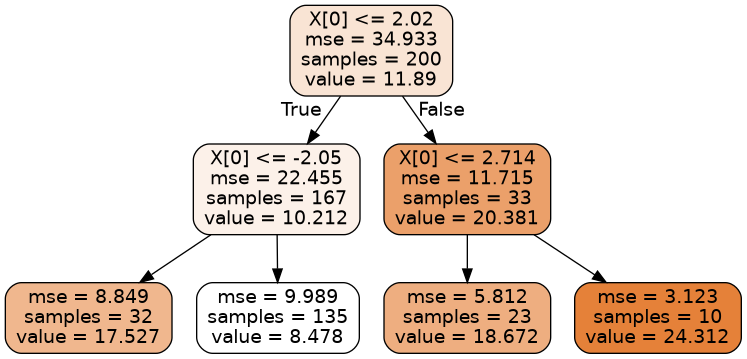 X[0] <= 2.02
mse = 34.933
samples = 200
value = 11.89
True
False
X[0] <= -2.05
mse = 22.455
samples = 167
value = 10.212
X[0] <= 2.714
mse = 11.715
samples = 33
value = 20.381
mse = 8.849
samples = 32
value = 17.527
mse = 9.989
samples = 135
value = 8.478
mse = 5.812
samples = 23
value = 18.672
mse = 3.123
samples = 10
value = 24.312